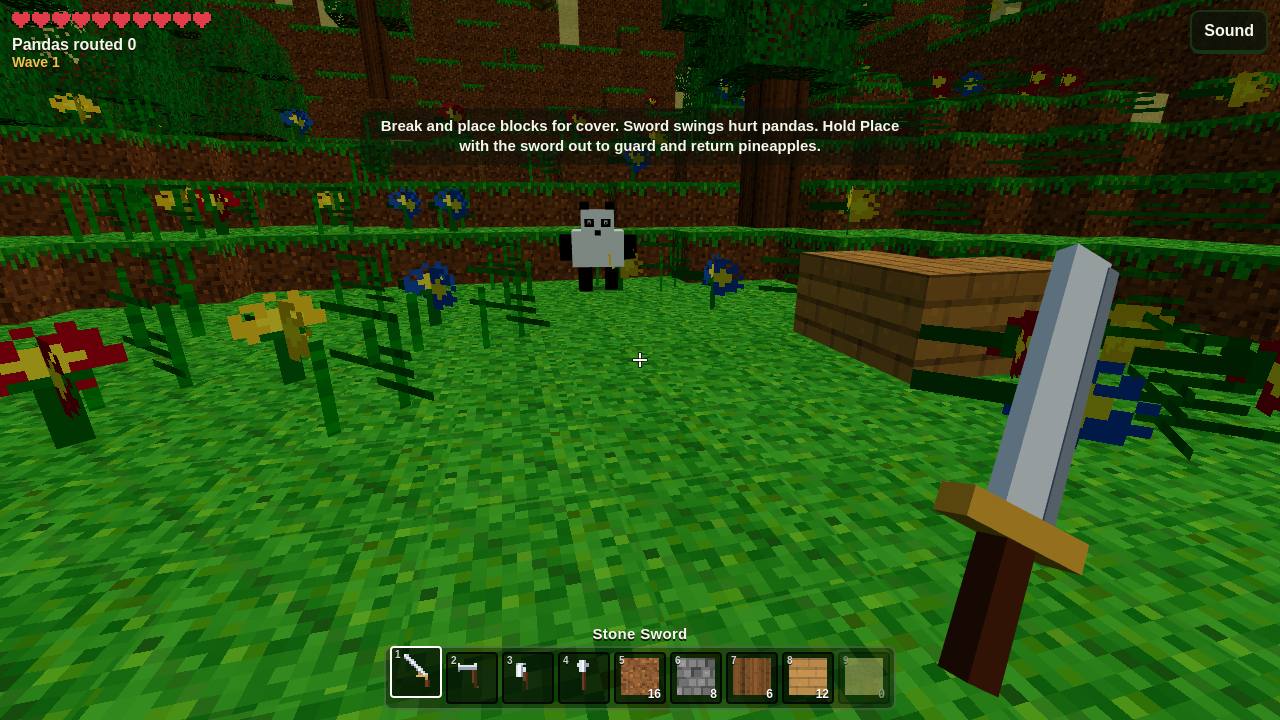 Pandas routed 0
Wave 1
Sound
Break and place blocks for cover. Sword swings hurt pandas. Hold Place
with the sword out to guard and return pineapples.
Stone Sword
1 2 3 4 5 6 7 8 9
16 8 6 12 0